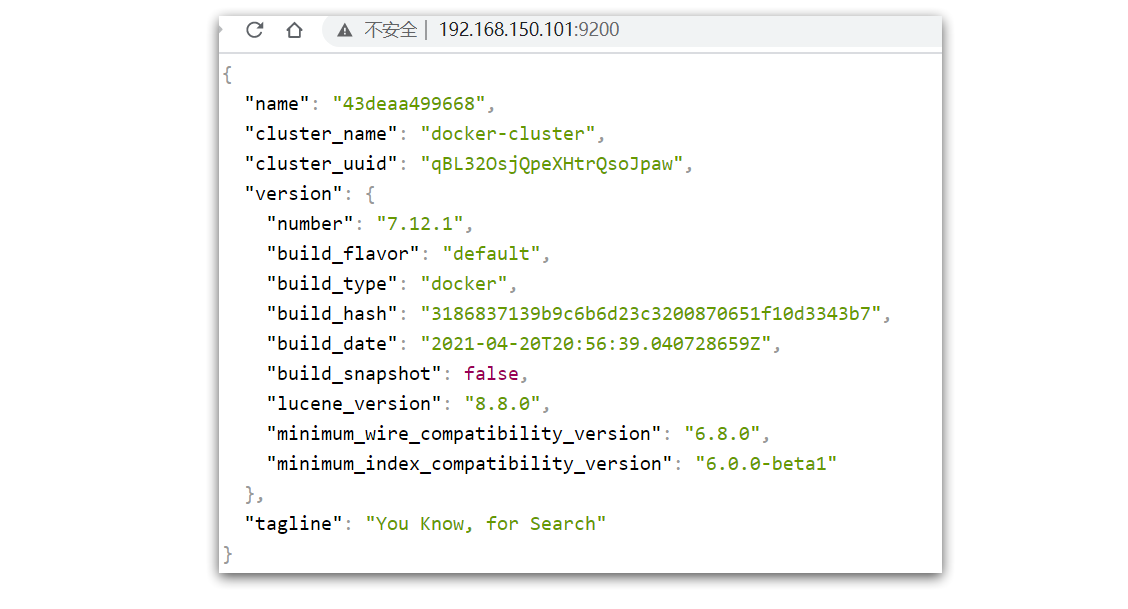 不安全 | 192.168.150.101:9200
{
  "name": "43deaa499668",
  "cluster_name": "docker-cluster",
  "cluster_uuid": "qBL32OsjQpeXHtrQsoJpaw",
  "version": {
    "number": "7.12.1",
    "build_flavor": "default",
    "build_type": "docker",
    "build_hash": "3186837139b9c6b6d23c3200870651f10d3343b7",
    "build_date": "2021-04-20T20:56:39.040728659Z",
    "build_snapshot": false,
    "lucene_version": "8.8.0",
    "minimum_wire_compatibility_version": "6.8.0",
    "minimum_index_compatibility_version": "6.0.0-beta1"
  },
  "tagline": "You Know, for Search"
}